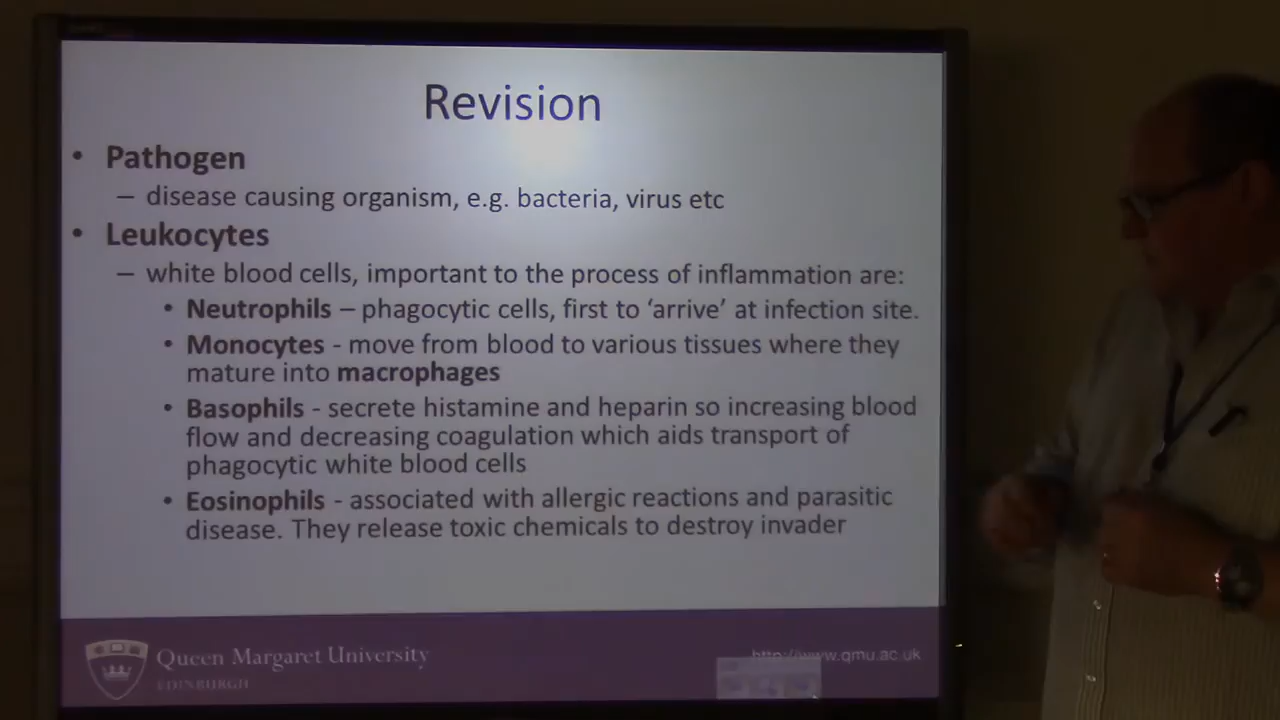 Revision
• Pathogen
– disease causing organism, e.g. bacteria, virus etc
• Leukocytes
– white blood cells, important to the process of inflammation are:
• Neutrophils – phagocytic cells, first to ‘arrive’ at infection site.
• Monocytes - move from blood to various tissues where they
mature into macrophages
• Basophils - secrete histamine and heparin so increasing blood
flow and decreasing coagulation which aids transport of
phagocytic white blood cells
• Eosinophils - associated with allergic reactions and parasitic
disease. They release toxic chemicals to destroy invader
Queen Margaret University
EDINBURGH
http://www.qmu.ac.uk